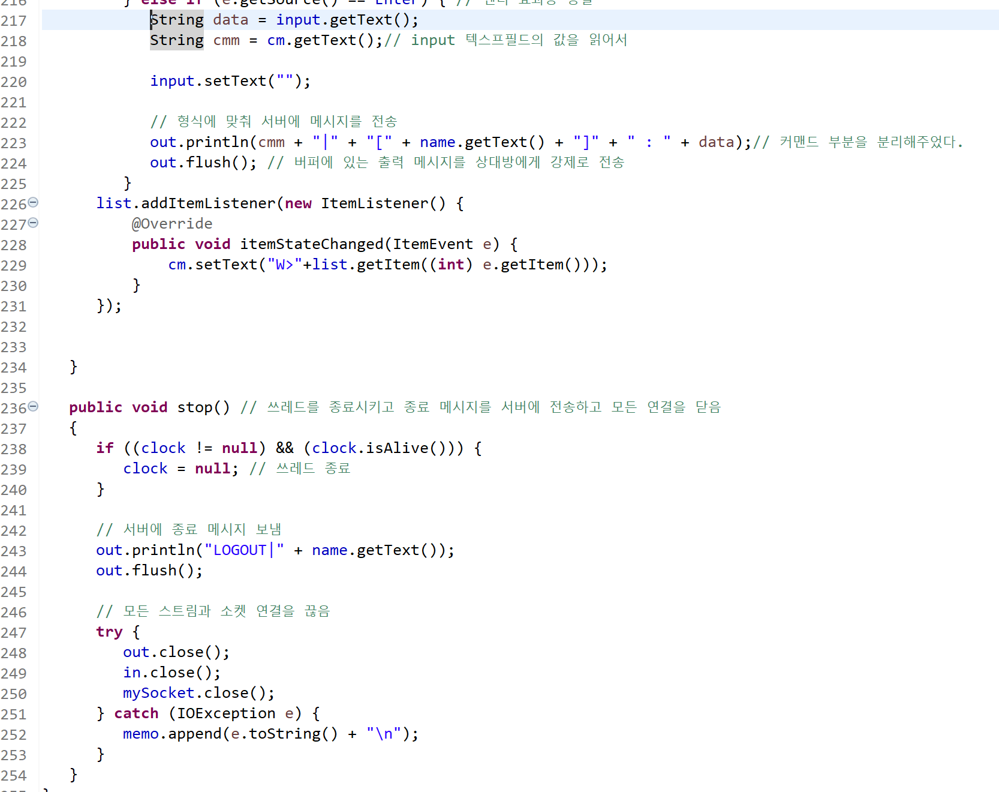 216 } else if (e.getSource() == Enter) { //
217 String data = input.getText();
218 String cmm = cm.getText();// input 텍스프필드의 값을 읽어서
219
220 input.setText("");
221
222 // 형식에 맞춰 서버에 메시지를 전송
223 out.println(cmm + "|" + "[" + name.getText() + "]" + " : " + data);// 커맨드 부분을 분리해주었다.
224 out.flush(); // 버퍼에 있는 출력 메시지를 상대방에게 강제로 전송
225 }
226 list.addItemListener(new ItemListener() {
227 @Override
228 public void itemStateChanged(ItemEvent e) {
229 cm.setText("W>"+list.getItem((int) e.getItem()));
230 }
231 });
232
233
234 }
235
236 public void stop() // 쓰레드를 종료시키고 종료 메시지를 서버에 전송하고 모든 연결을 닫음
237 {
238 if ((clock != null) && (clock.isAlive())) {
239 clock = null; // 쓰레드 종료
240 }
241
242 // 서버에 종료 메시지 보냄
243 out.println("LOGOUT|" + name.getText());
244 out.flush();
245
246 // 모든 스트림과 소켓 연결을 끊음
247 try {
248 out.close();
249 in.close();
250 mySocket.close();
251 } catch (IOException e) {
252 memo.append(e.toString() + "\n");
253 }
254 }